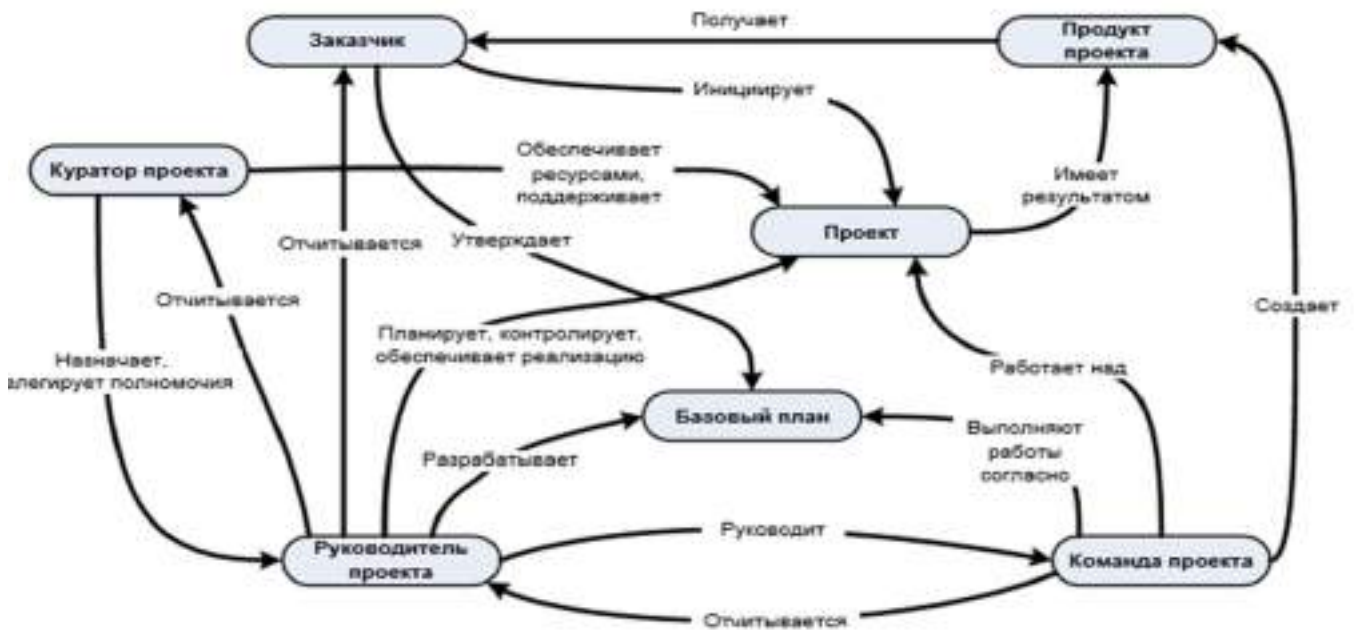 Получает
Заказчик
Продукт
проекта
Инициирует
Куратор проекта
Обеспечивает
ресурсами,
поддерживает
Имеет
результатом
Проект
Отчитывается
Утверждает
Отчитывается
Создает
Планирует, контролирует,
обеспечивает реализацию
Назначает,
элегирует полномочия
Работает над
Базовый план
Выполняют
работы
согласно
Разрабатывает
Руководит
Руководитель
проекта
Команда проекта
Отчитывается